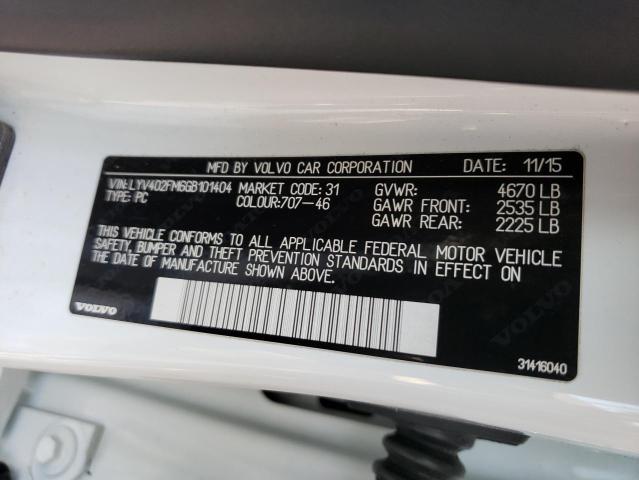 MFD BY VOLVO CAR CORPORATION DATE: 11/15
VIN: LYV402FM6GB101404 MARKET CODE: 31 GVWR: 4670 LB
TYPE: PC COLOUR: 707-46 GAWR FRONT: 2535 LB
GAWR REAR: 2225 LB
THIS VEHICLE CONFORMS TO ALL APPLICABLE FEDERAL MOTOR VEHICLE
SAFETY, BUMPER AND THEFT PREVENTION STANDARDS IN EFFECT ON
THE DATE OF MANUFACTURE SHOWN ABOVE.
VOLVO
31416040